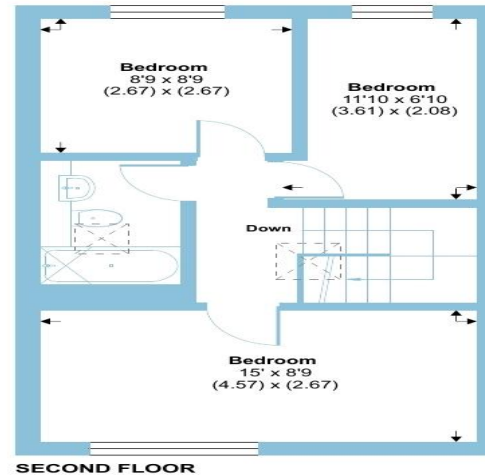 Bedroom
8'9 x 8'9
(2.67) x (2.67)
Bedroom
11'10 x 6'10
(3.61) x (2.08)
Down
Bedroom
15' x 8'9
(4.57) x (2.67)
SECOND FLOOR